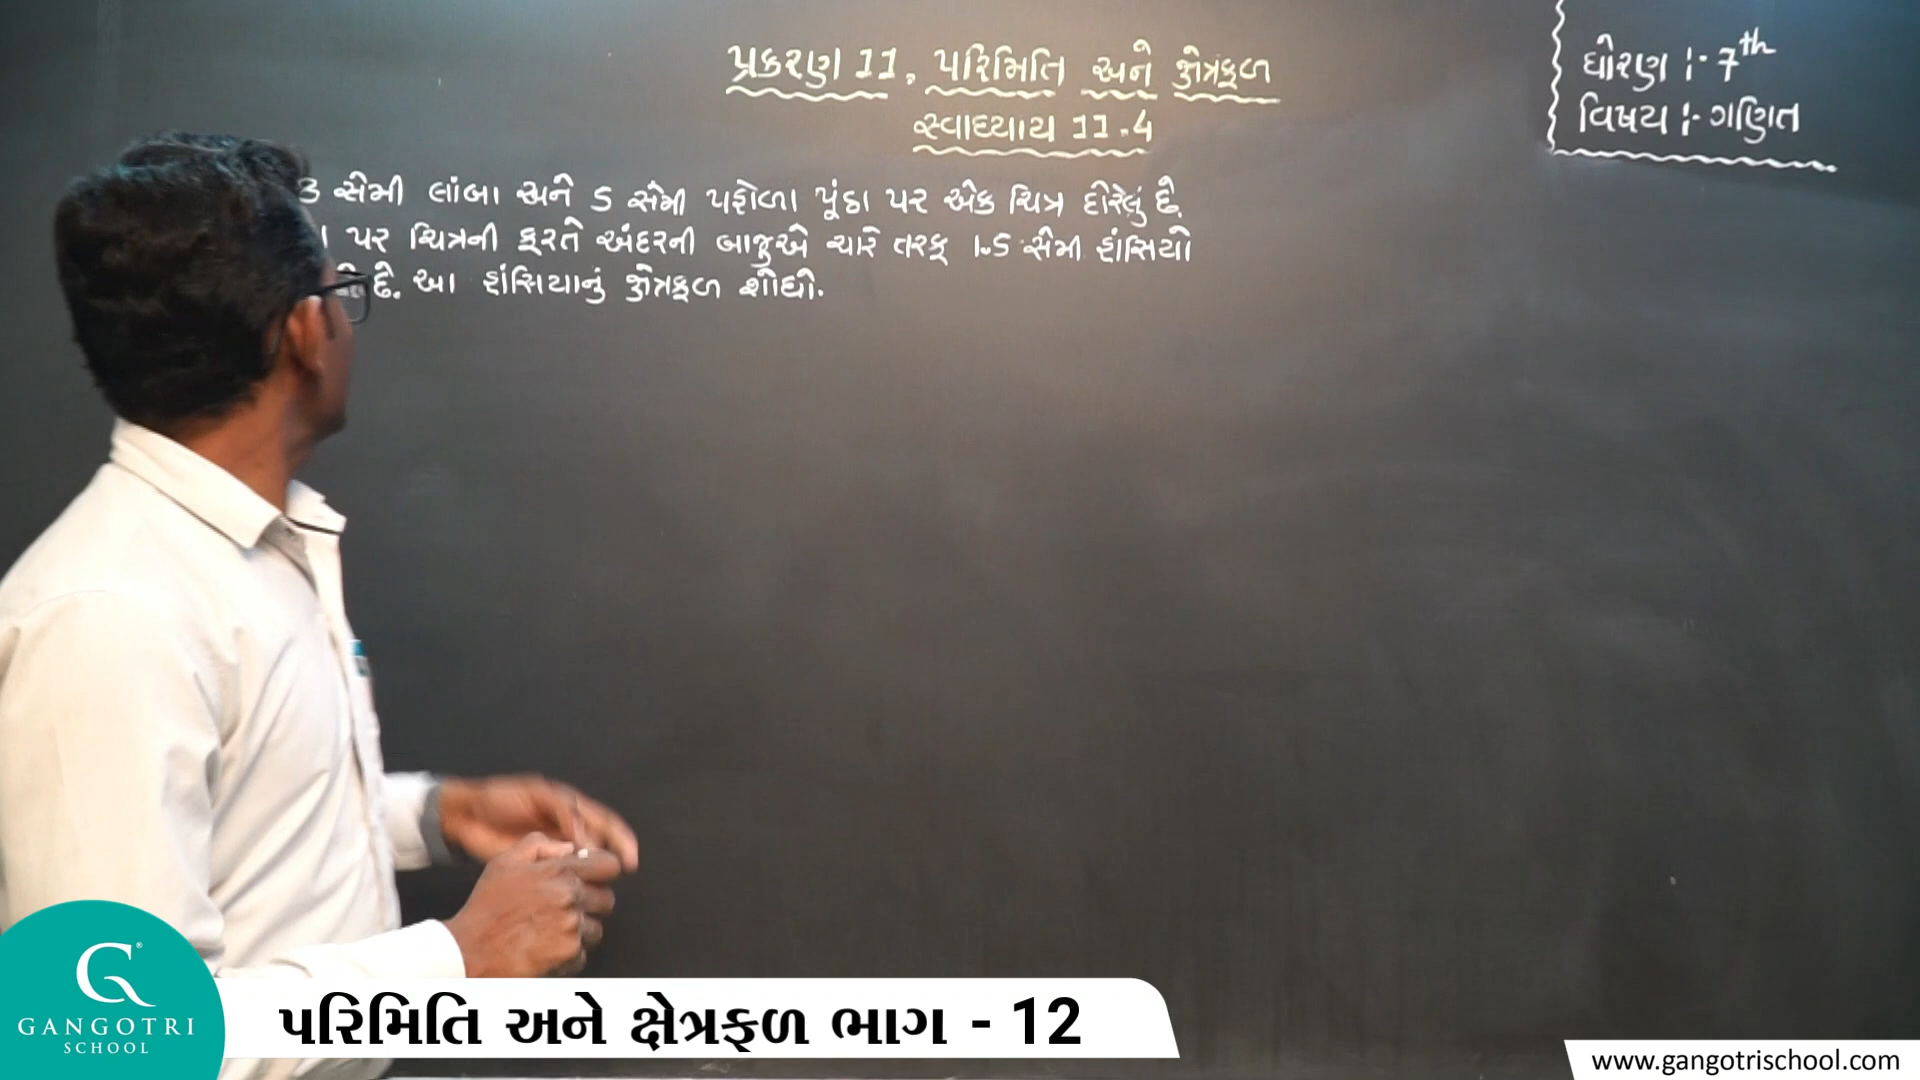 પ્રકરણ 11. પરિમિતિ અને ક્ષેત્રફળ
સ્વાધ્યાય 11.4
ધોરણ :- 7th
વિષય :- ગણિત
સેમી લાંબા અને 5 સેમી પહોળા પૂંઠા પર એક ચિત્ર દોરેલું છે.
પર ચિત્રની ફરતે અંદરની બાજુએ ચારે તરફ 1.5 સેમી હાંસિયો
છે. આ હાંસિયાનું ક્ષેત્રફળ શોધો.
G
GANGOTRI
SCHOOL
પરિમિતિ અને ક્ષેત્રફળ ભાગ - 12
www.gangotrischool.com